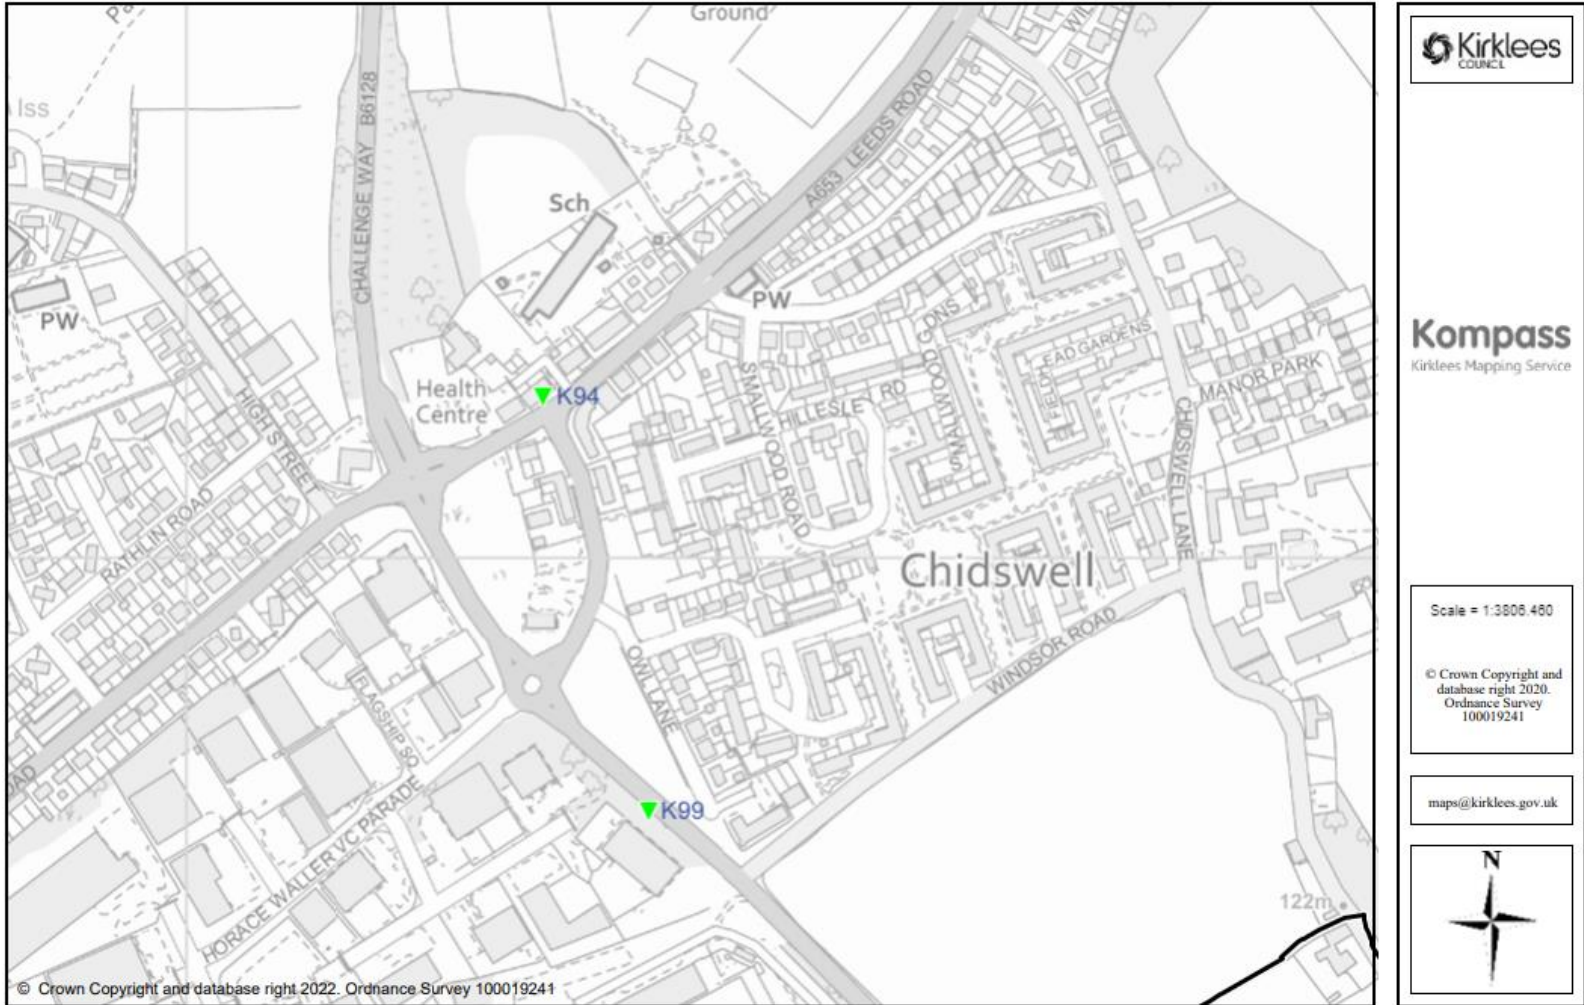 Pa
Ground
Iss
CHALLENGE WAY B6128
A653 LEEDS ROAD
Sch
PW
PW
HIGH STREET
Health
Centre
K94
SMALLWOOD ROAD
HILLESLEY RD
SMALLWOOD GDNS
FIELDHEAD GARDENS
MANOR PARK
CHIDSWELL LANE
RATHLIN ROAD
Chidswell
WINDSOR ROAD
OWL LANE
FLAGSHIP SQ
OAD
K99
HORACE WALLER VC PARADE
122m
© Crown Copyright and database right 2022. Ordnance Survey 100019241
Kirklees
COUNCIL
Kompass
Kirklees Mapping Service
Scale = 1:3806.460
© Crown Copyright and
database right 2020.
Ordnance Survey
100019241
maps@kirklees.gov.uk
N